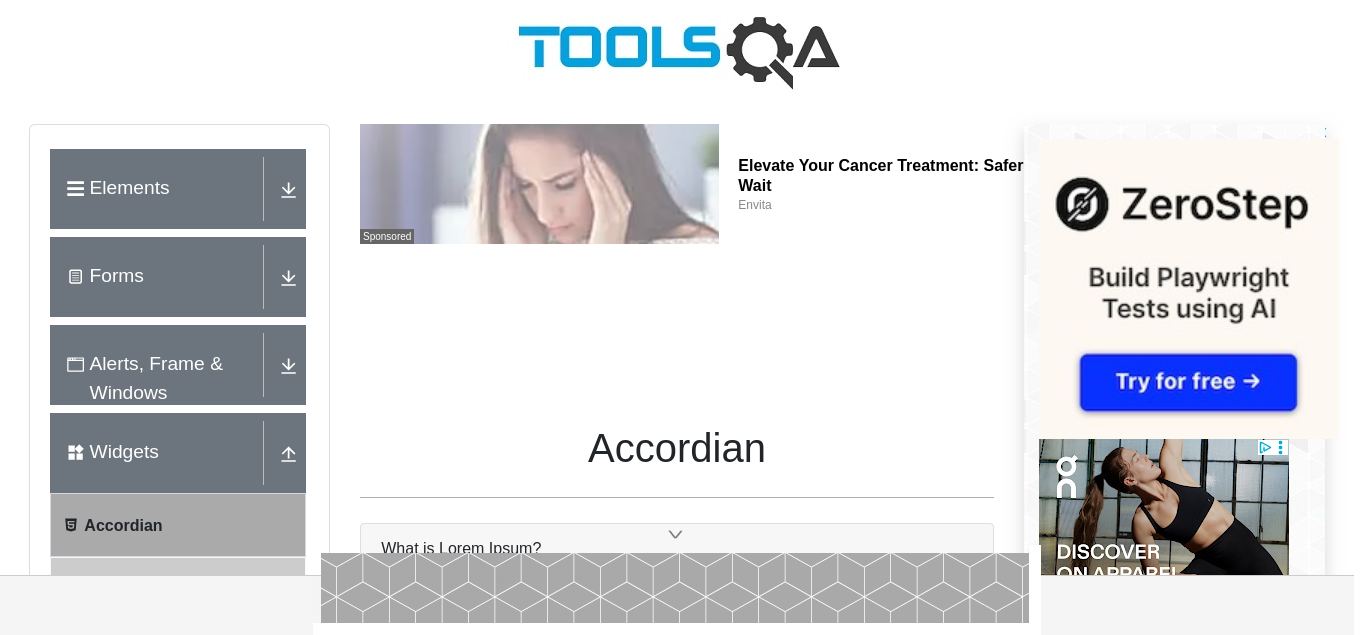 TOOLSQA
Elements
Forms
Alerts, Frame &
Windows
Widgets
Accordian
Sponsored
Elevate Your Cancer Treatment: Safer
Wait
Envita
Accordian
What is Lorem Ipsum?
ZeroStep
Build Playwright
Tests using AI
Try for free →
on
DISCOVER
ON APPAREL